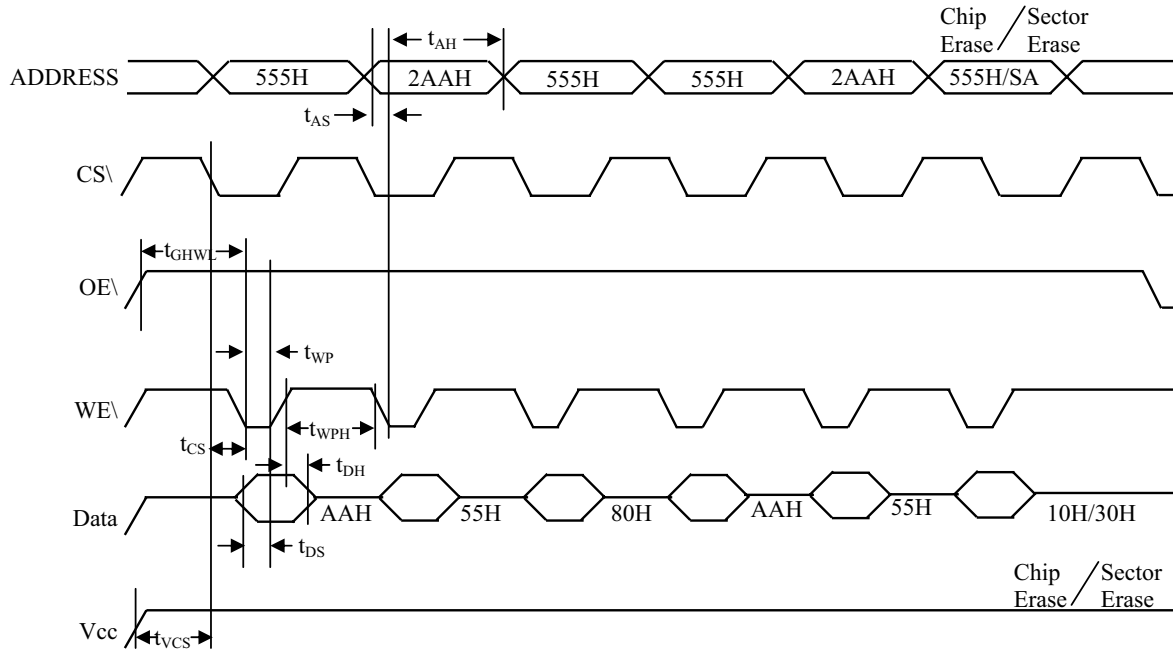 Chip / Sector
Erase Erase
t_AH
ADDRESS 555H 2AAH 555H 555H 2AAH 555H/SA
t_AS
CS\
t_GHWL
OE\
t_WP
WE\
t_CS t_WPH
t_DH
Data AAH 55H 80H AAH 55H 10H/30H
t_DS
Chip / Sector
Erase Erase
Vcc t_VCS